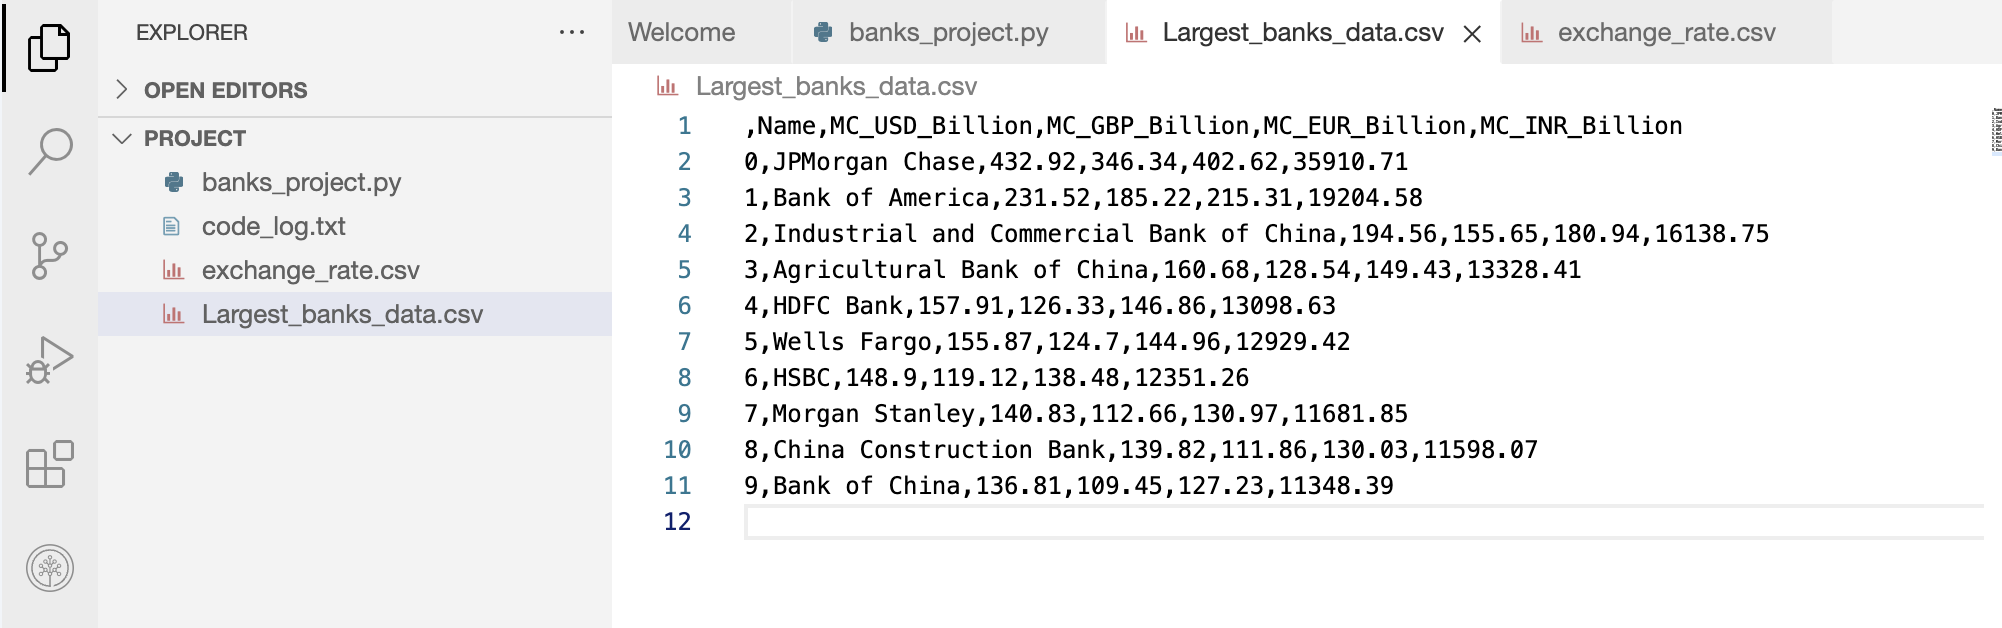 EXPLORER
OPEN EDITORS
PROJECT
banks_project.py
code_log.txt
exchange_rate.csv
Largest_banks_data.csv
Welcome
banks_project.py
Largest_banks_data.csv
exchange_rate.csv
Largest_banks_data.csv
1 ,Name,MC_USD_Billion,MC_GBP_Billion,MC_EUR_Billion,MC_INR_Billion
2 0,JPMorgan Chase,432.92,346.34,402.62,35910.71
3 1,Bank of America,231.52,185.22,215.31,19204.58
4 2,Industrial and Commercial Bank of China,194.56,155.65,180.94,16138.75
5 3,Agricultural Bank of China,160.68,128.54,149.43,13328.41
6 4,HDFC Bank,157.91,126.33,146.86,13098.63
7 5,Wells Fargo,155.87,124.7,144.96,12929.42
8 6,HSBC,148.9,119.12,138.48,12351.26
9 7,Morgan Stanley,140.83,112.66,130.97,11681.85
10 8,China Construction Bank,139.82,111.86,130.03,11598.07
11 9,Bank of China,136.81,109.45,127.23,11348.39
12